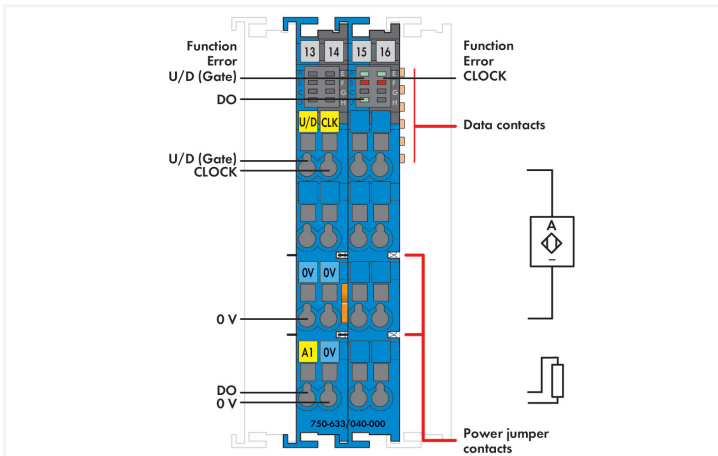 Function
Error
U/D (Gate)
DO
13 14 15 16
Function
Error
CLOCK
E
F
G
H
E
F
G
H
U/D CLK
Data contacts
U/D (Gate)
CLOCK
A
0V 0V
0 V
A1 0V
DO
0 V
750-633/040-000
Power jumper
contacts